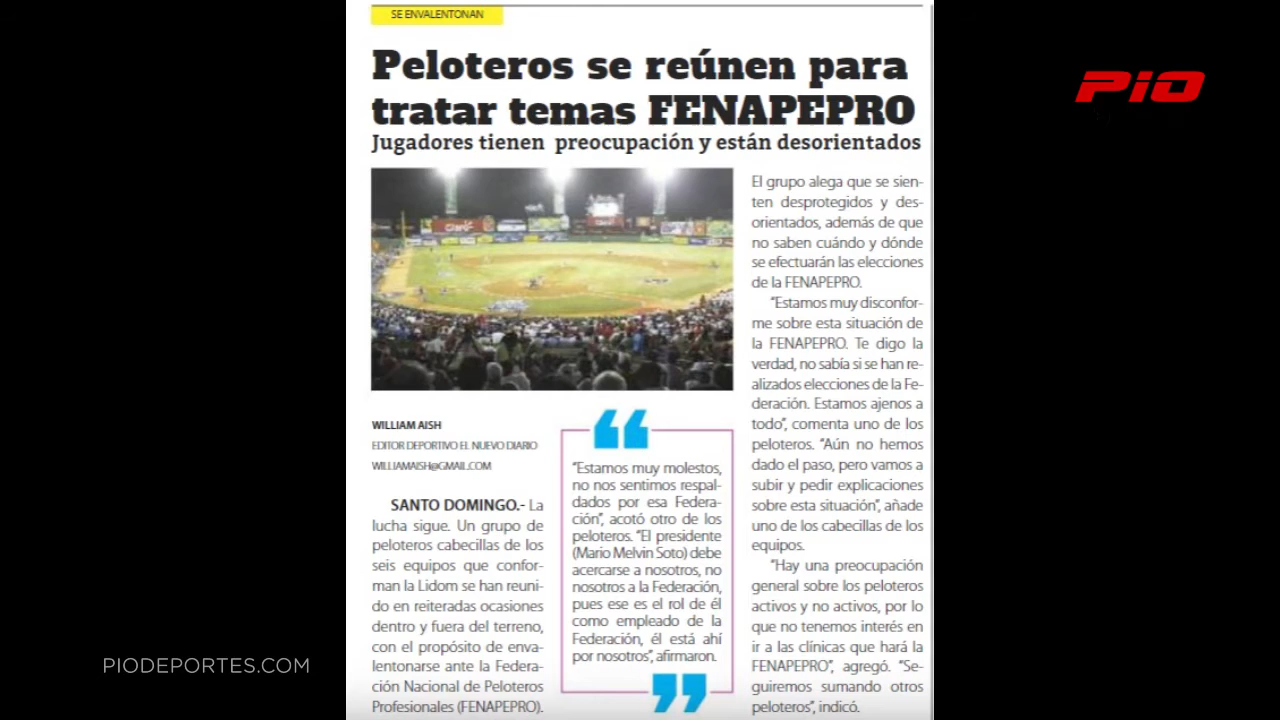 SE ENVALENTONAN
Peloteros se reúnen para
tratar temas FENAPEPRO
Jugadores tienen preocupación y están desorientados
PiO
Claro
WILLIAM AISH
EDITOR DEPORTIVO EL NUEVO DIARIO
WILLIAMAISH@GMAIL.COM
SANTO DOMINGO.- La
lucha sigue. Un grupo de
peloteros cabecillas de los
seis equipos que confor-
man la Lidom se han reuni-
do en reiteradas ocasiones
dentro y fuera del terreno,
con el propósito de enva-
lentonarse ante la Federa-
ción Nacional de Peloteros
Profesionales (FENAPEPRO).
“
“Estamos muy molestos,
no nos sentimos respal-
dados por esa Federa-
ción”, acotó otro de los
peloteros. “El presidente
(Mario Melvin Soto) debe
acercarse a nosotros, no
nosotros a la Federación,
pues ese es el rol de él
como empleado de la
Federación, él está ahí
por nosotros”, afirmaron.
”
El grupo alega que se sien-
ten desprotegidos y des-
orientados, además de que
no saben cuándo y dónde
se efectuarán las elecciones
de la FENAPEPRO.
“Estamos muy disconfor-
me sobre esta situación de
la FENAPEPRO. Te digo la
verdad, no sabía si se han re-
alizados elecciones de la Fe-
deración. Estamos ajenos a
todo”, comenta uno de los
peloteros. “Aún no hemos
dado el paso, pero vamos a
subir y pedir explicaciones
sobre esta situación”, añade
uno de los cabecillas de los
equipos.
“Hay una preocupación
general sobre los peloteros
activos y no activos, por lo
que no tenemos interés en
ir a las clínicas que hará la
FENAPEPRO”, agregó. “Se-
guiremos sumando otros
peloteros”, indicó.
PIODEPORTES.COM